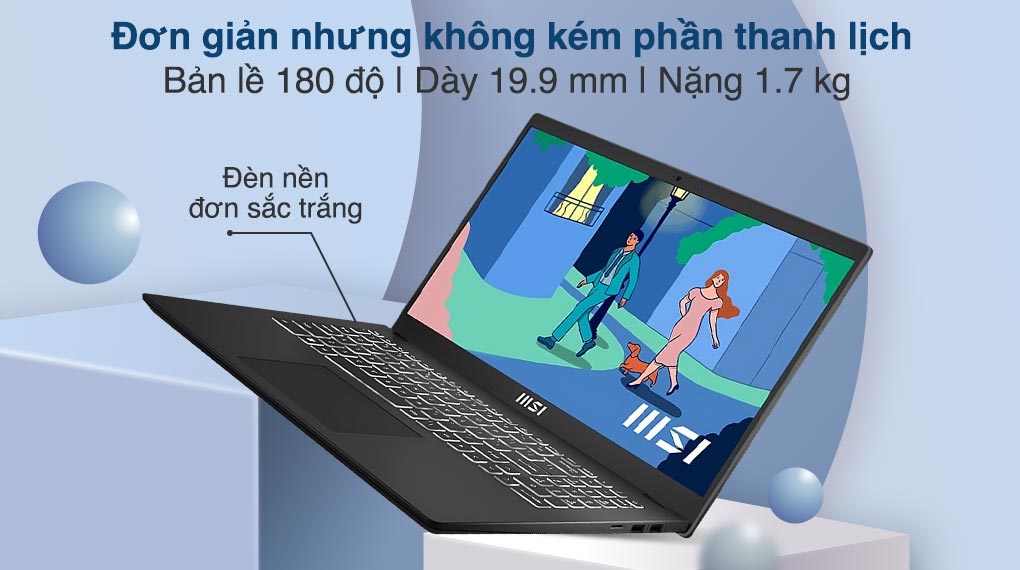 Đơn giản nhưng không kém phần thanh lịch
Bản lề 180 độ | Dày 19.9 mm | Nặng 1.7 kg
Đèn nền
đơn sắc trắng
msi
msi